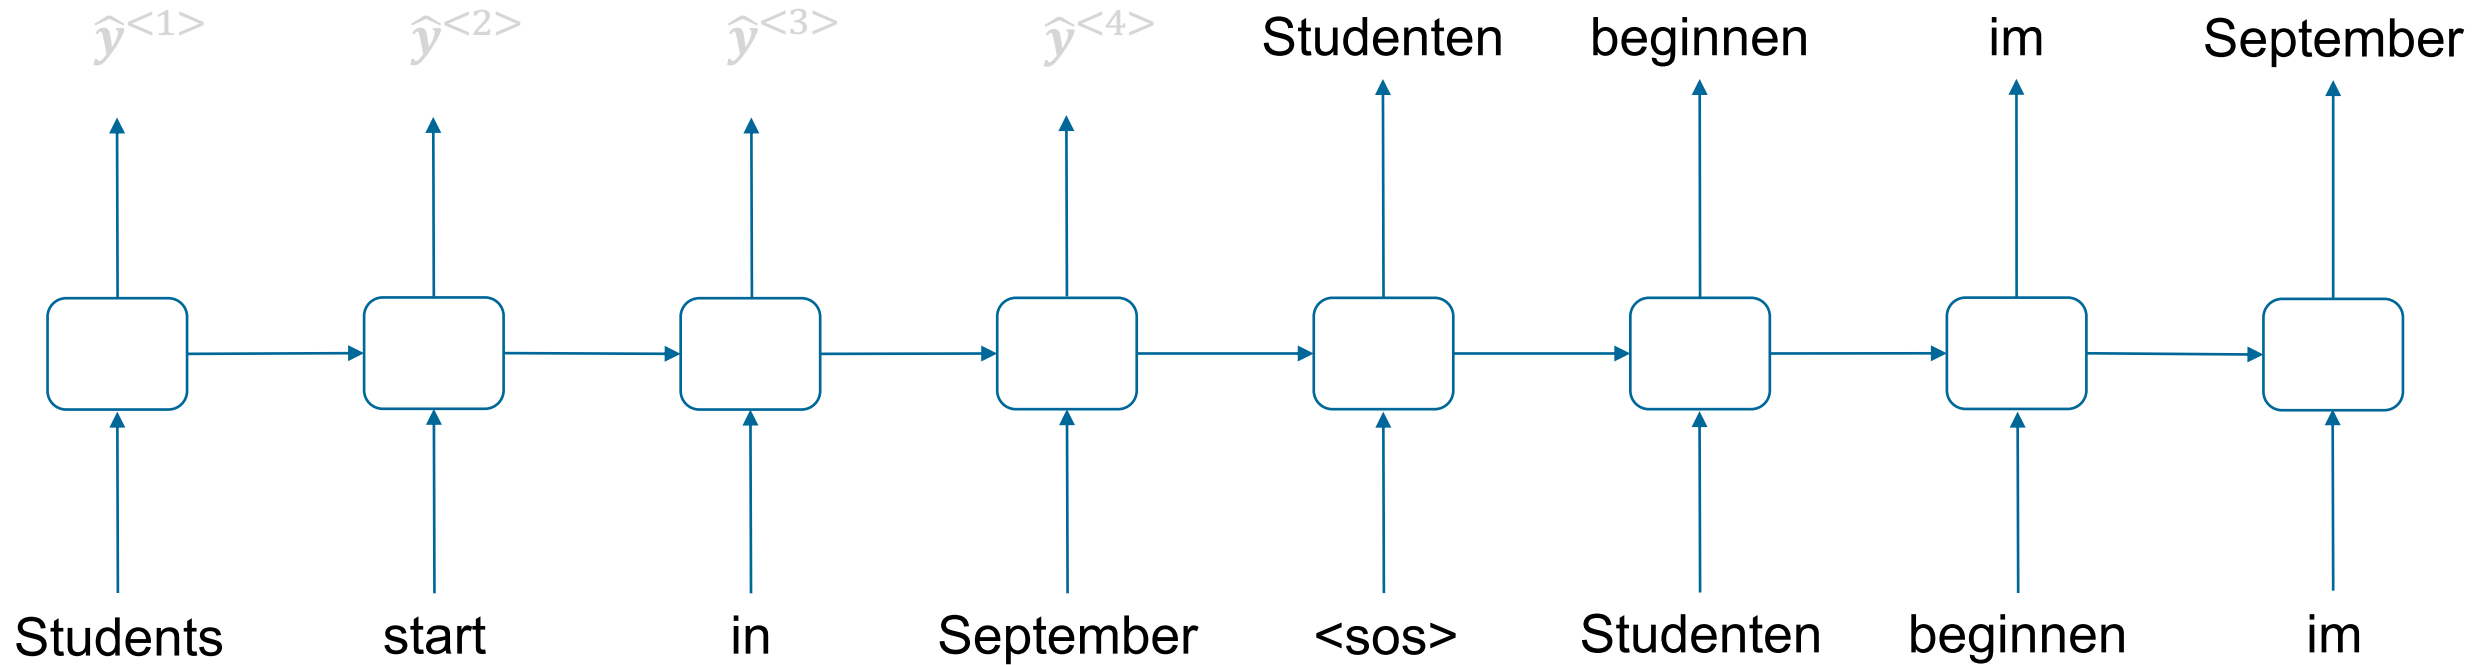 ŷ<1> ŷ<2> ŷ<3> ŷ<4> Studenten beginnen im September
Students start in September <sos> Studenten beginnen im